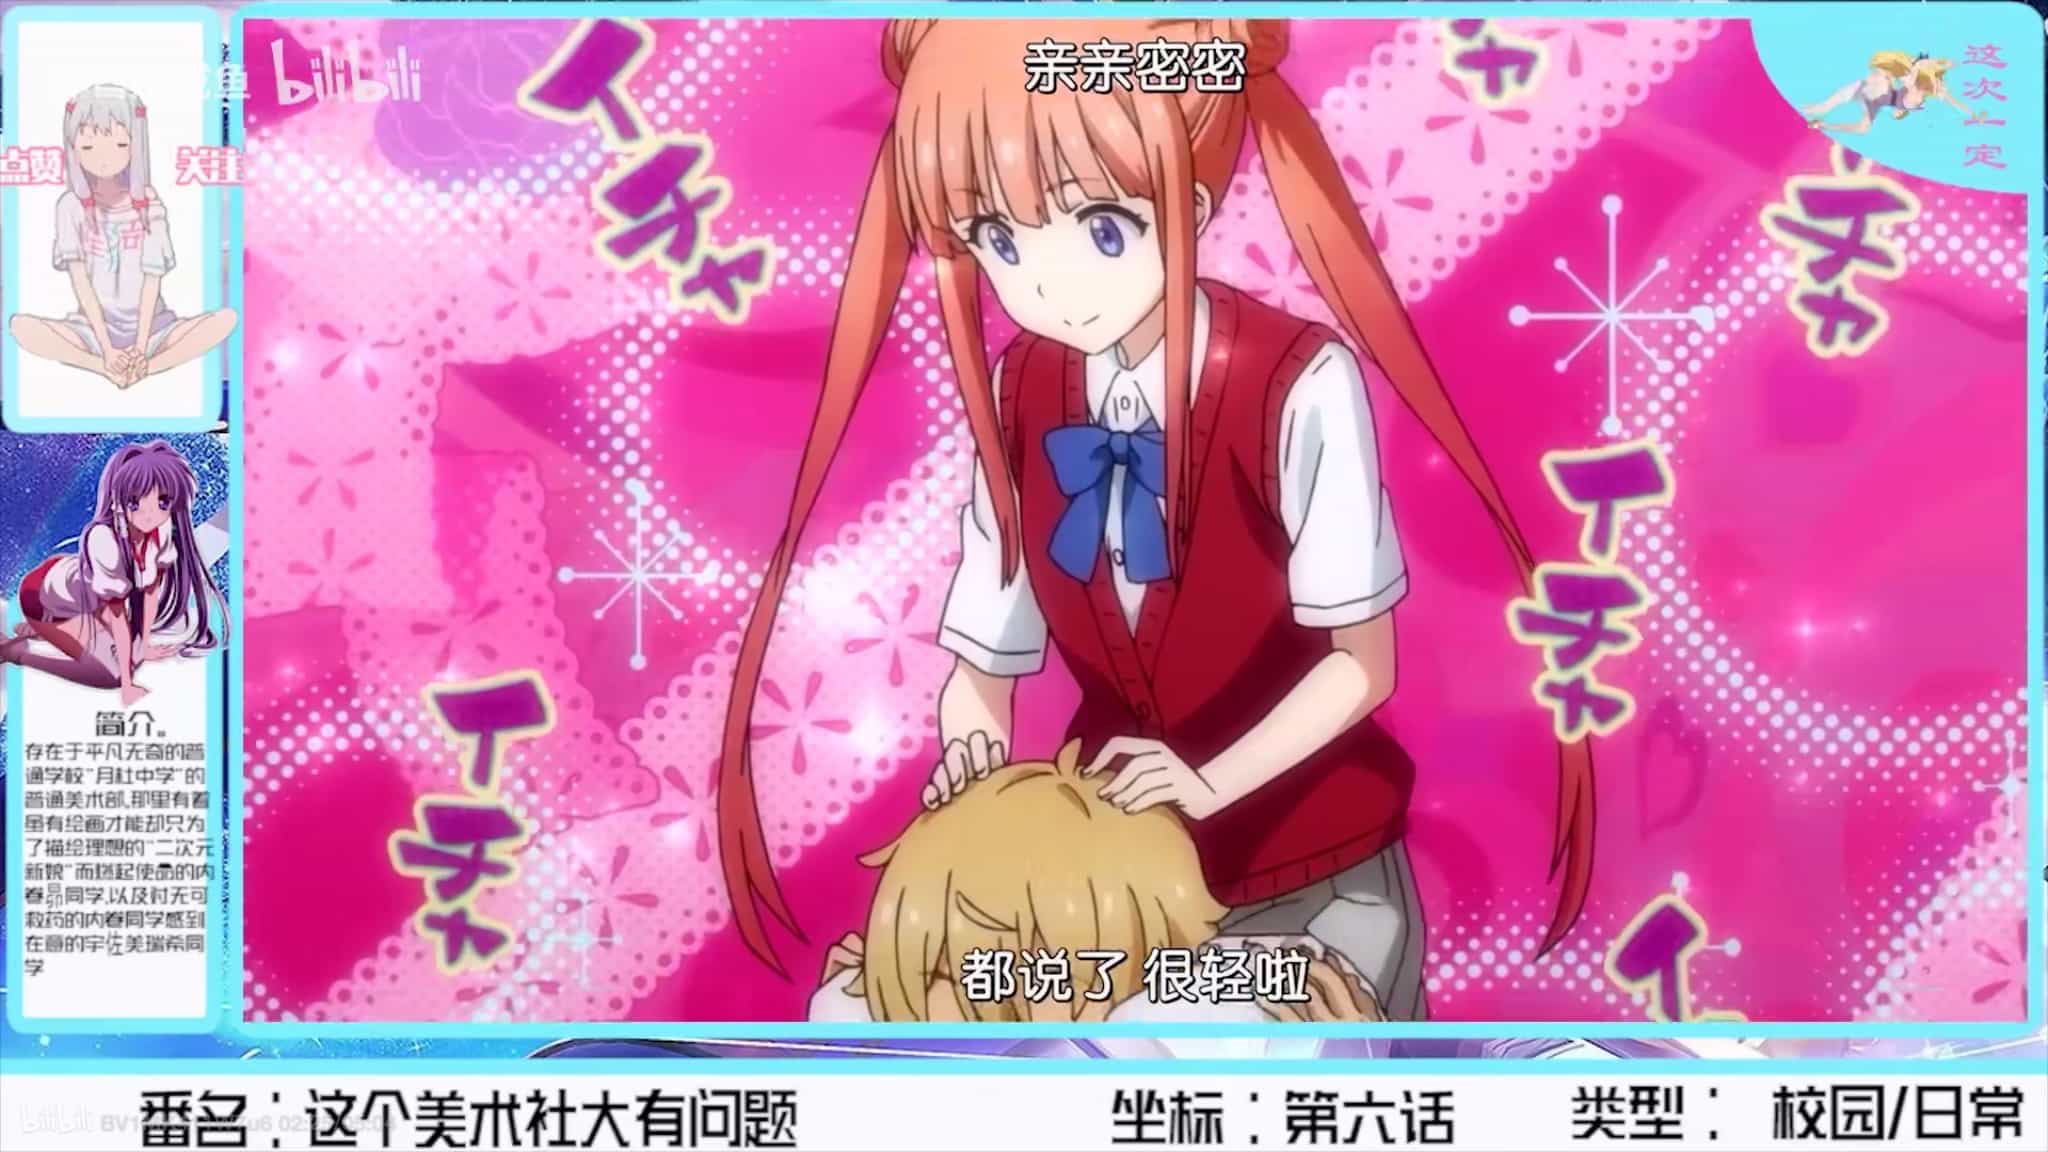 bilibili
亲亲密密
这次一定
点赞
关注
イチャ
チャ
イチャ
イチャ
イ
都说了 很轻啦
简介。
存在于平凡无奇的普
通学校“月杜中学”的
普通美术部,那里有着
虽有绘画才能却只为
了描绘理想的“二次元
新娘”而燃起使命的内
卷昴同学,以及对无可
救药的内卷同学感到
在意的宇佐美瑞希同
学
番名：这个美术社大有问题
坐标：第六话
类型： 校园/日常
bilibili